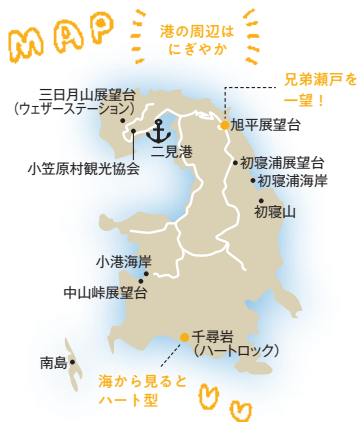 MAP
港の周辺は
にぎやか
兄弟瀬戸を
一望！
三日月山展望台
（ウェザーステーション）
旭平展望台
二見港
小笠原村観光協会
初寝浦展望台
初寝浦海岸
初寝山
小港海岸
中山峠展望台
千尋岩
（ハートロック）
南島
海から見ると
ハート型